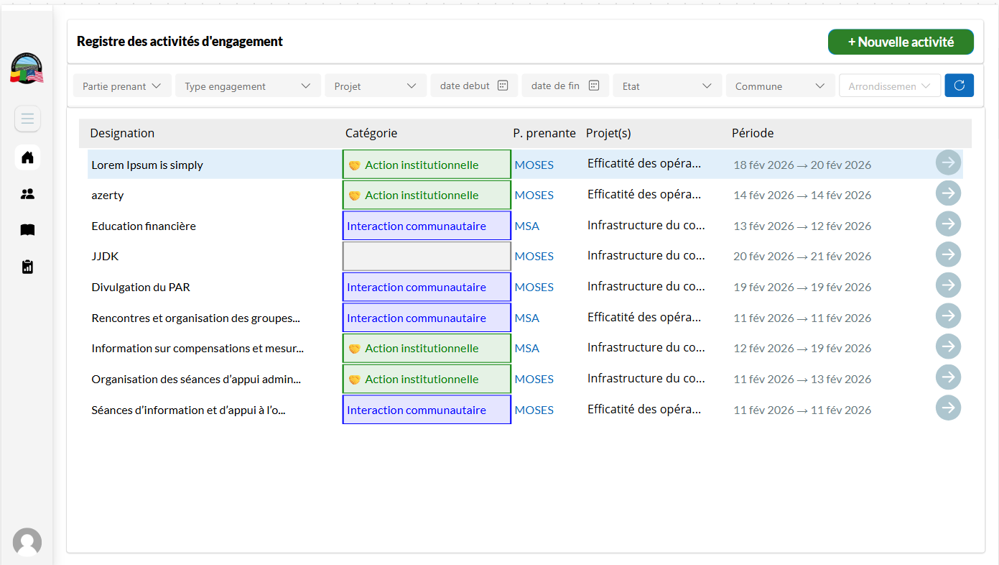 Registre des activités d'engagement
+ Nouvelle activité
Partie prenant
Type engagement
Projet
date debut
date de fin
Etat
Commune
Arrondissemen
Designation Catégorie P. prenante Projet(s) Période
Lorem Ipsum is simply 🤝 Action institutionnelle MOSES Efficatité des opéra... 18 fév 2026 → 20 fév 2026
azerty 🤝 Action institutionnelle MOSES Efficatité des opéra... 14 fév 2026 → 14 fév 2026
Education financière Interaction communautaire MSA Infrastructure du co... 13 fév 2026 → 12 fév 2026
JJDK MOSES Infrastructure du co... 20 fév 2026 → 21 fév 2026
Divulgation du PAR Interaction communautaire MOSES Infrastructure du co... 19 fév 2026 → 19 fév 2026
Rencontres et organisation des groupes... Interaction communautaire MSA Efficatité des opéra... 11 fév 2026 → 11 fév 2026
Information sur compensations et mesur... 🤝 Action institutionnelle MSA Infrastructure du co... 12 fév 2026 → 19 fév 2026
Organisation des séances d’appui admin... 🤝 Action institutionnelle MOSES Infrastructure du co... 11 fév 2026 → 13 fév 2026
Séances d’information et d’appui à l’o... Interaction communautaire MOSES Efficatité des opéra... 11 fév 2026 → 11 fév 2026